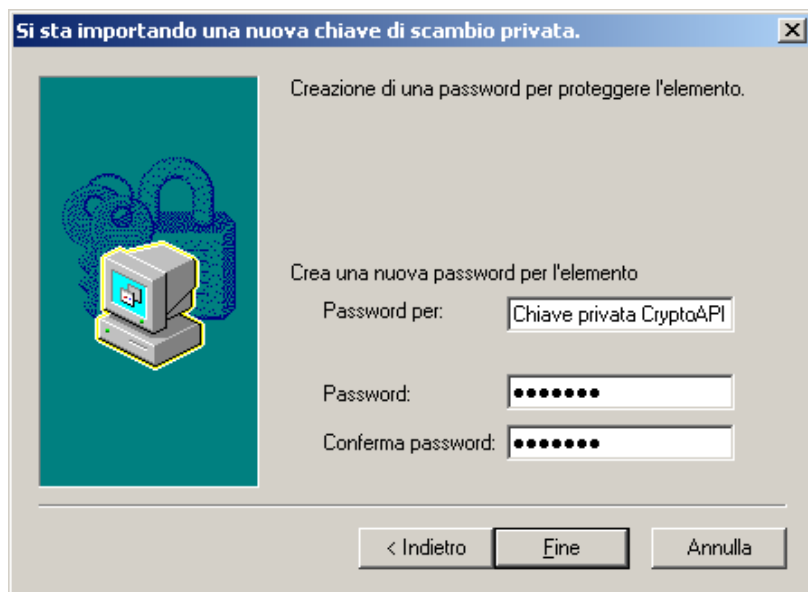 Si sta importando una nuova chiave di scambio privata.
Creazione di una password per proteggere l'elemento.
Crea una nuova password per l'elemento
Password per: Chiave privata CryptoAPI
Password: ●●●●●●●
Conferma password: ●●●●●●●
< Indietro Fine Annulla